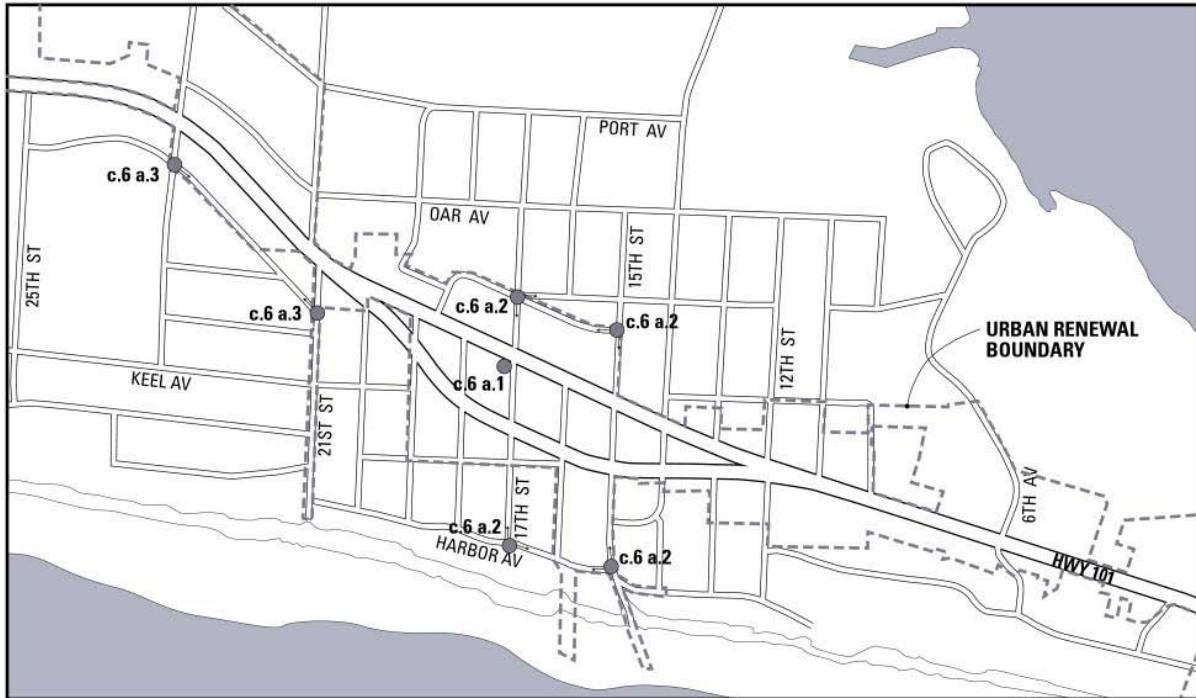 PORT AV
c.6 a.3
OAR AV
15TH ST
25TH ST
c.6 a.3
c.6 a.2
c.6 a.2
URBAN RENEWAL
BOUNDARY
12TH ST
c.6 a.1
KEEL AV
21ST ST
17TH ST
6TH AV
c.6 a.2
HARBOR AV
c.6 a.2
HWY 101